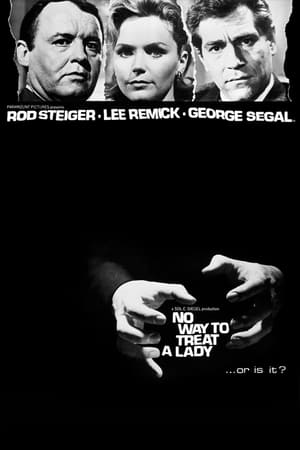 PARAMOUNT PICTURES presents
ROD STEIGER · LEE REMICK · GEORGE SEGAL
a SOL C. SIEGEL production
NO
WAY TO
TREAT
A LADY
...or is it?